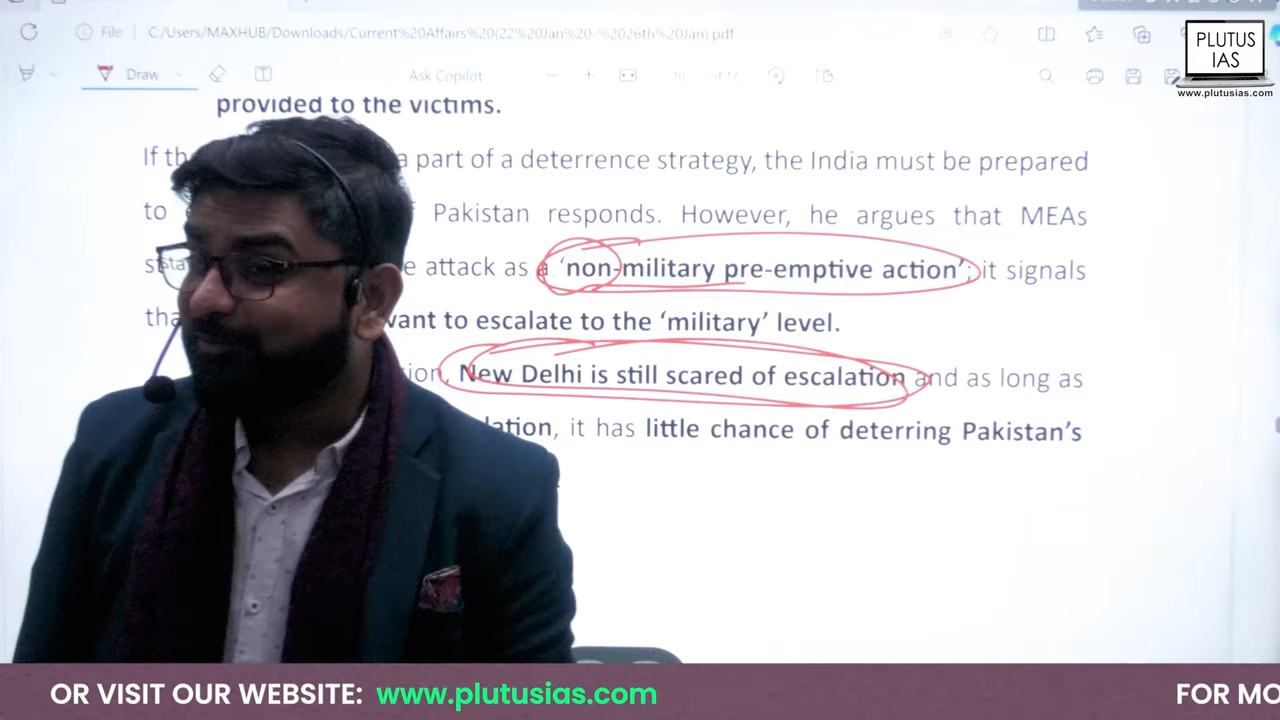 File C:/Users/MAXHUB/Downloads/Current%20Affairs%20(22%20Jan%20-%2026th%20Jan).pdf
PLUTUS
IAS
www.plutusias.com
Draw Ask Copilot
provided to the victims.
If th a part of a deterrence strategy, the India must be prepared
to Pakistan responds. However, he argues that MEAs
sta e attack as a 'non-military pre-emptive action'; it signals
tha want to escalate to the 'military' level.
ion, New Delhi is still scared of escalation and as long as
lation, it has little chance of deterring Pakistan's
OR VISIT OUR WEBSITE: www.plutusias.com FOR MO